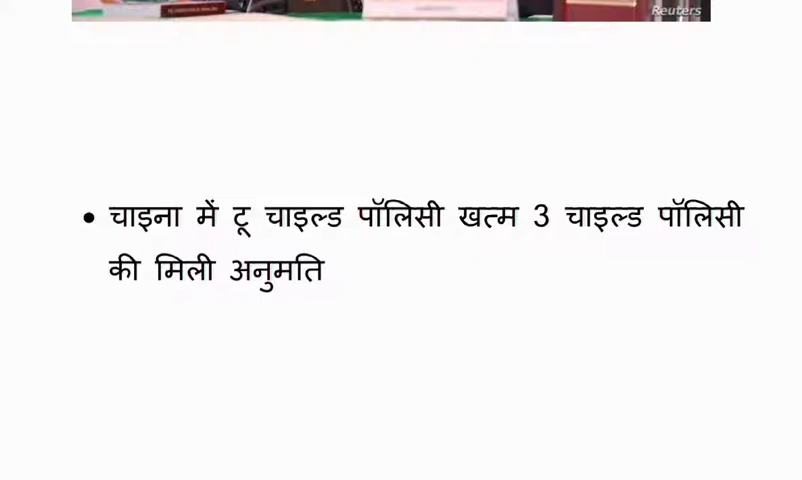 Reuters
• चाइना में टू चाइल्ड पॉलिसी खत्म 3 चाइल्ड पॉलिसी
की मिली अनुमति